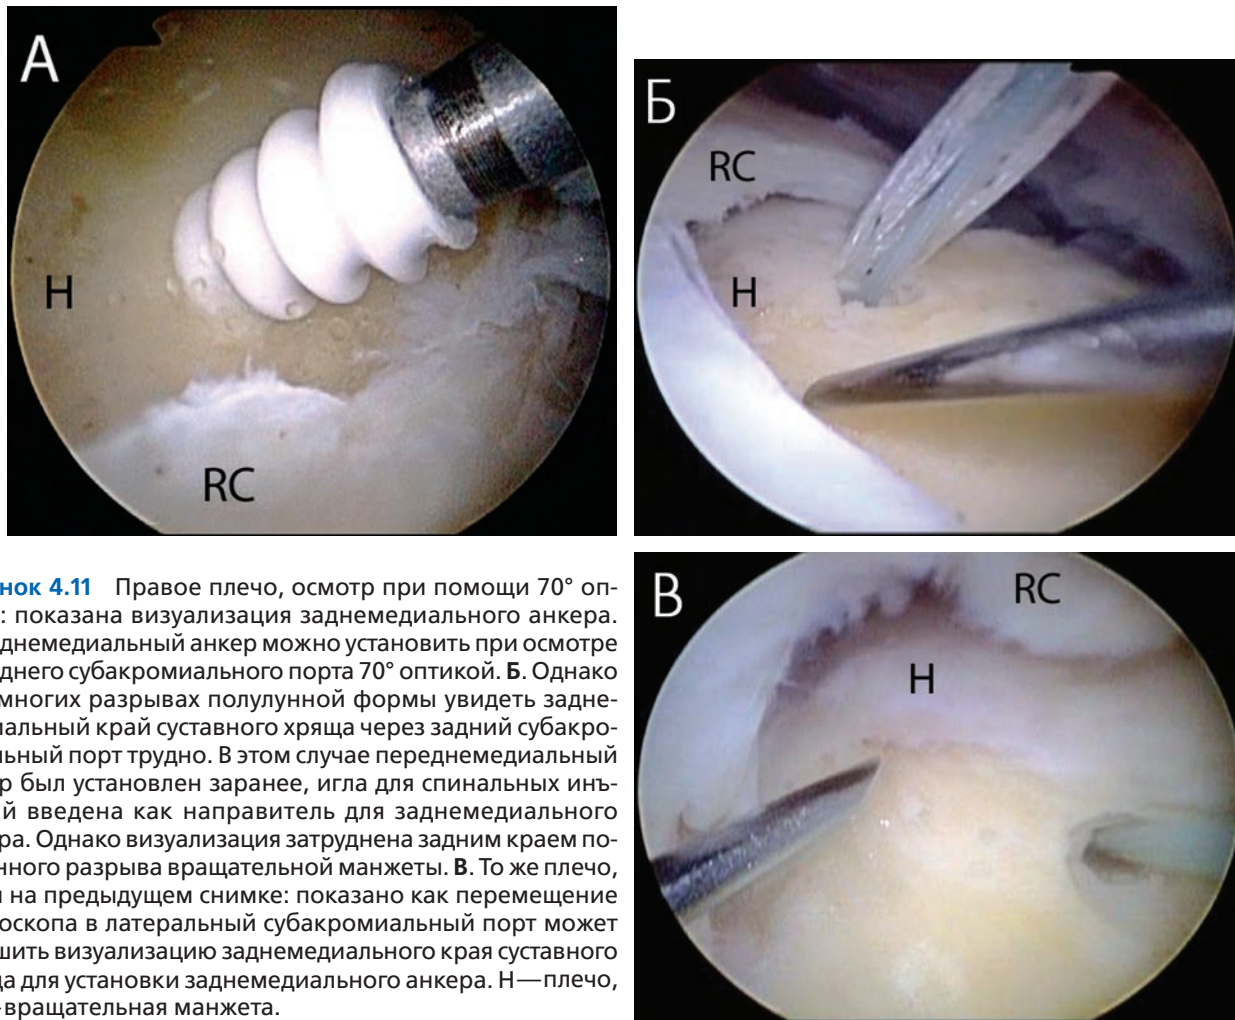 А
H
RC
Б
RC
H
нок 4.11 Правое плечо, осмотр при помощи 70° оп-
: показана визуализация заднемедиального анкера.
днемедиальный анкер можно установить при осмотре
днего субакромиального порта 70° оптикой. Б. Однако
многих разрывах полулунной формы увидеть задне-
иальный край суставного хряща через задний субакро-
льный порт трудно. В этом случае переднемедиальный
р был установлен заранее, игла для спинальных инъ-
й введена как направитель для заднемедиального
ра. Однако визуализация затруднена задним краем по-
нного разрыва вращательной манжеты. В. То же плечо,
на предыдущем снимке: показано как перемещение
оскопа в латеральный субакромиальный порт может
шить визуализацию заднемедиального края суставного
а для установки заднемедиального анкера. Н—плечо,
-вращательная манжета.
В
RC
H